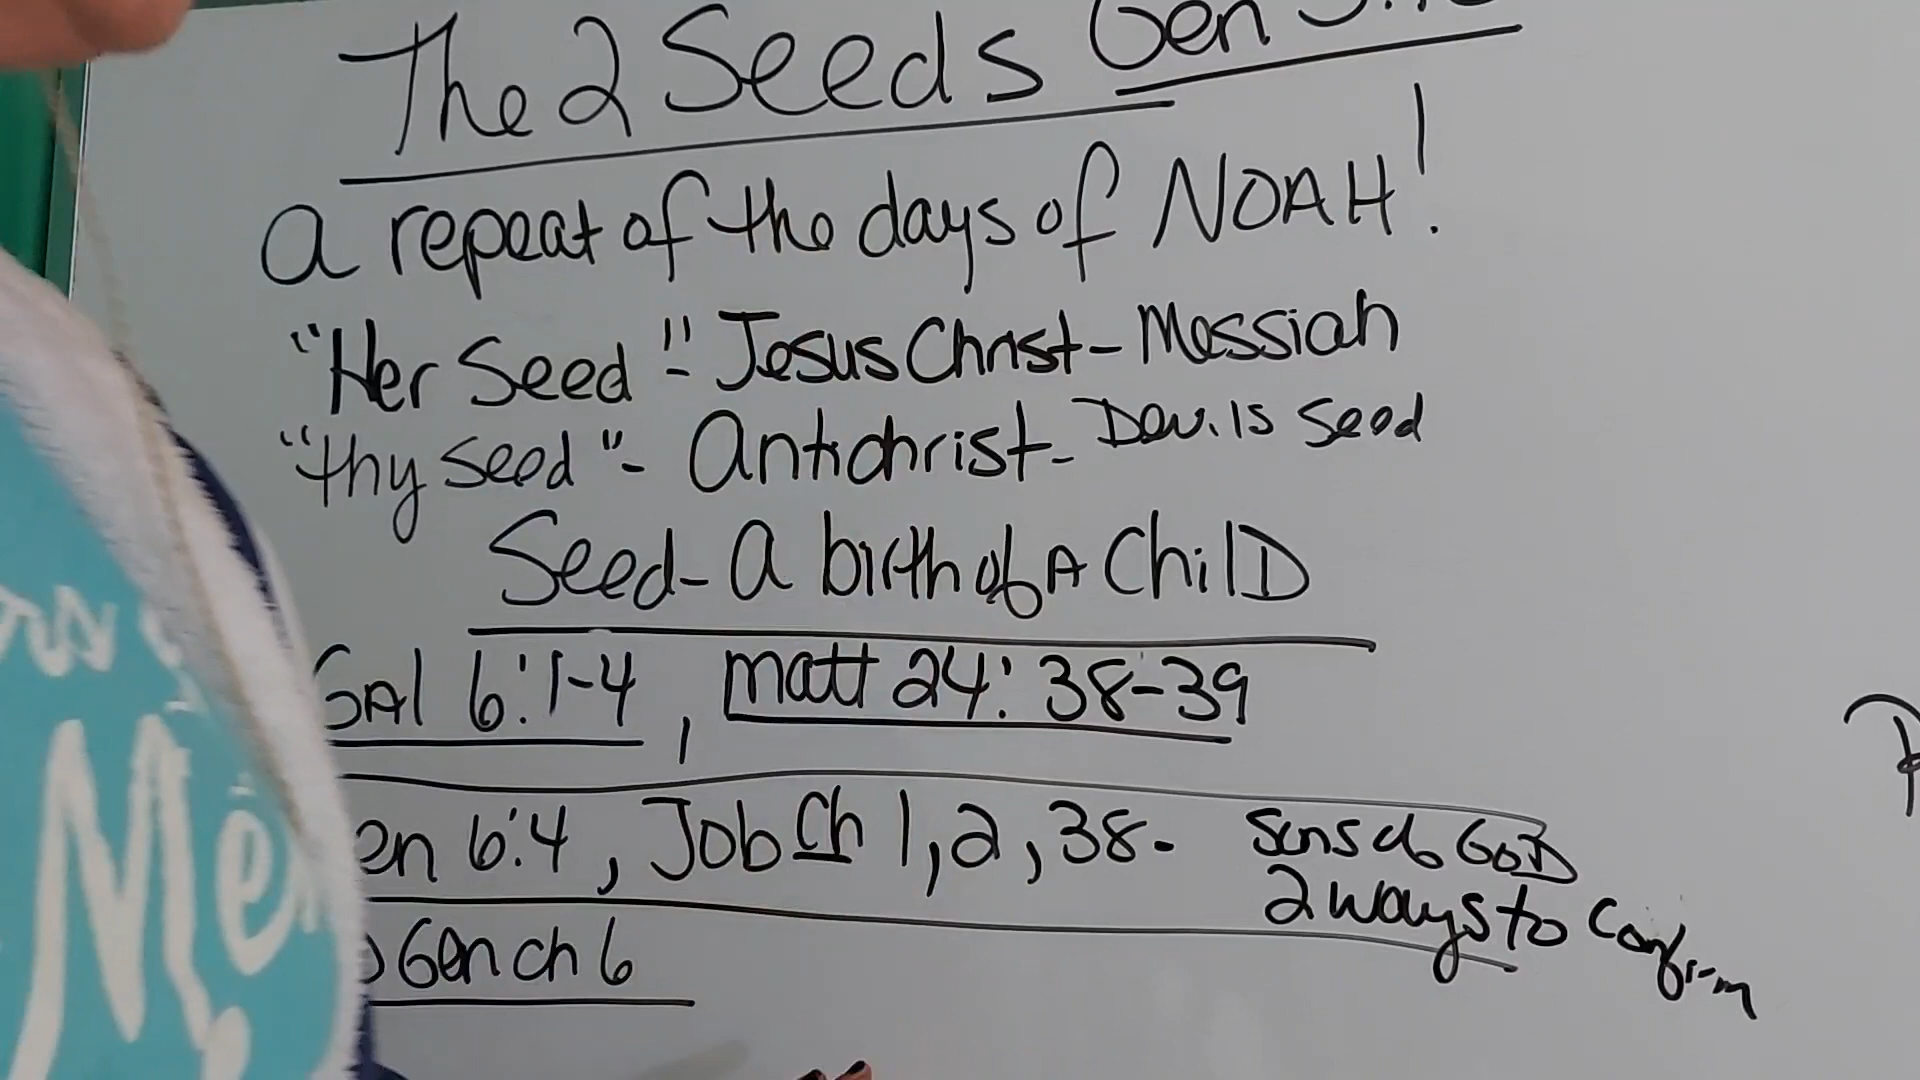 The 2 Seeds Gen
a repeat of the days of NOAH!
"Her Seed"- Jesus Christ - Messiah
"thy seed"- Antichrist - Devils Seed
Seed - a birth of A ChilD
GAl 6:1-4, matt 24:38-39
en 6:4, Job Ch 1,2,38- Sons of GOD
2 ways to Confirm
Gen ch 6
Me